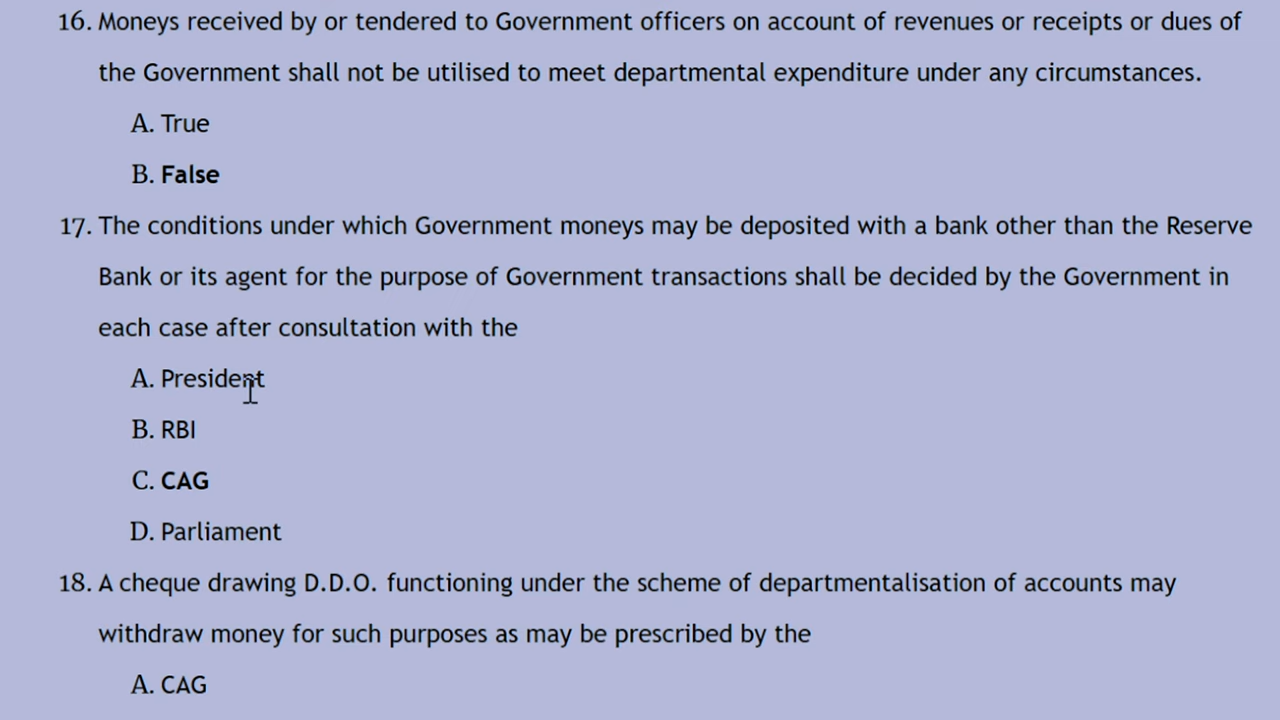 16. Moneys received by or tendered to Government officers on account of revenues or receipts or dues of
the Government shall not be utilised to meet departmental expenditure under any circumstances.
A. True
B. False
17. The conditions under which Government moneys may be deposited with a bank other than the Reserve
Bank or its agent for the purpose of Government transactions shall be decided by the Government in
each case after consultation with the
A. President
B. RBI
C. CAG
D. Parliament
18. A cheque drawing D.D.O. functioning under the scheme of departmentalisation of accounts may
withdraw money for such purposes as may be prescribed by the
A. CAG